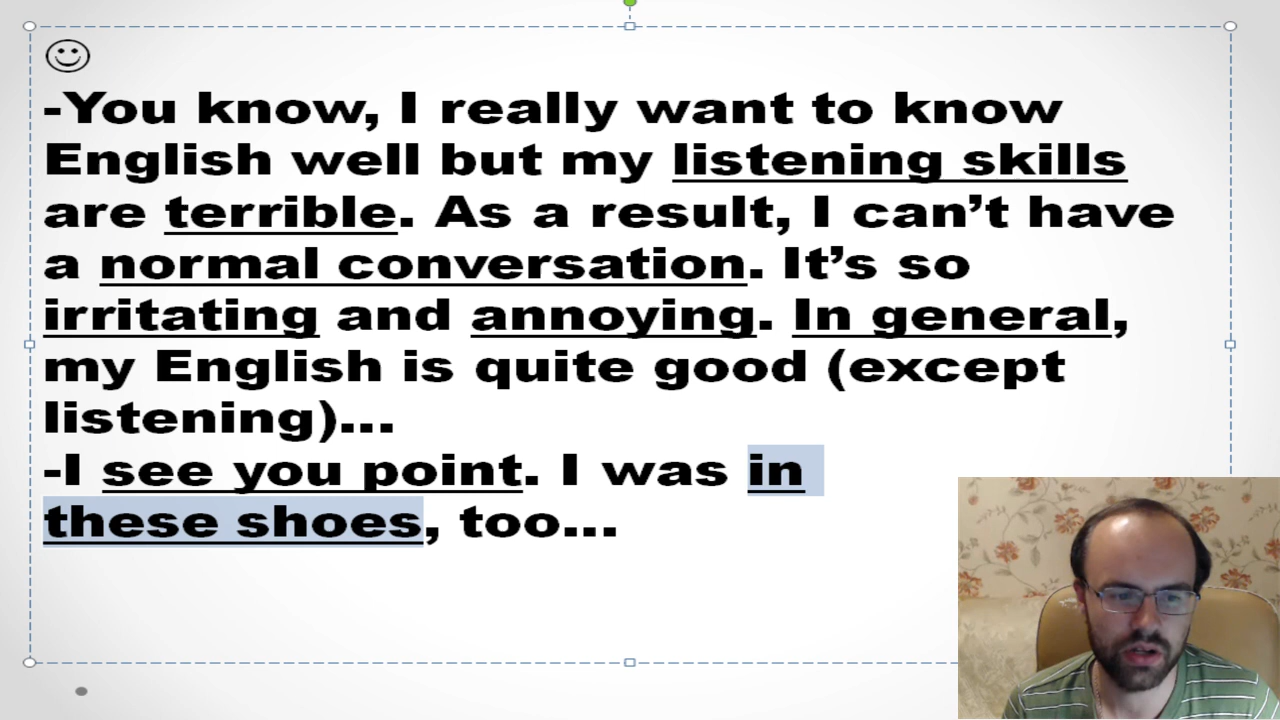 -You know, I really want to know
English well but my listening skills
are terrible. As a result, I can’t have
a normal conversation. It’s so
irritating and annoying. In general,
my English is quite good (except
listening)...
-I see you point. I was in
these shoes, too...